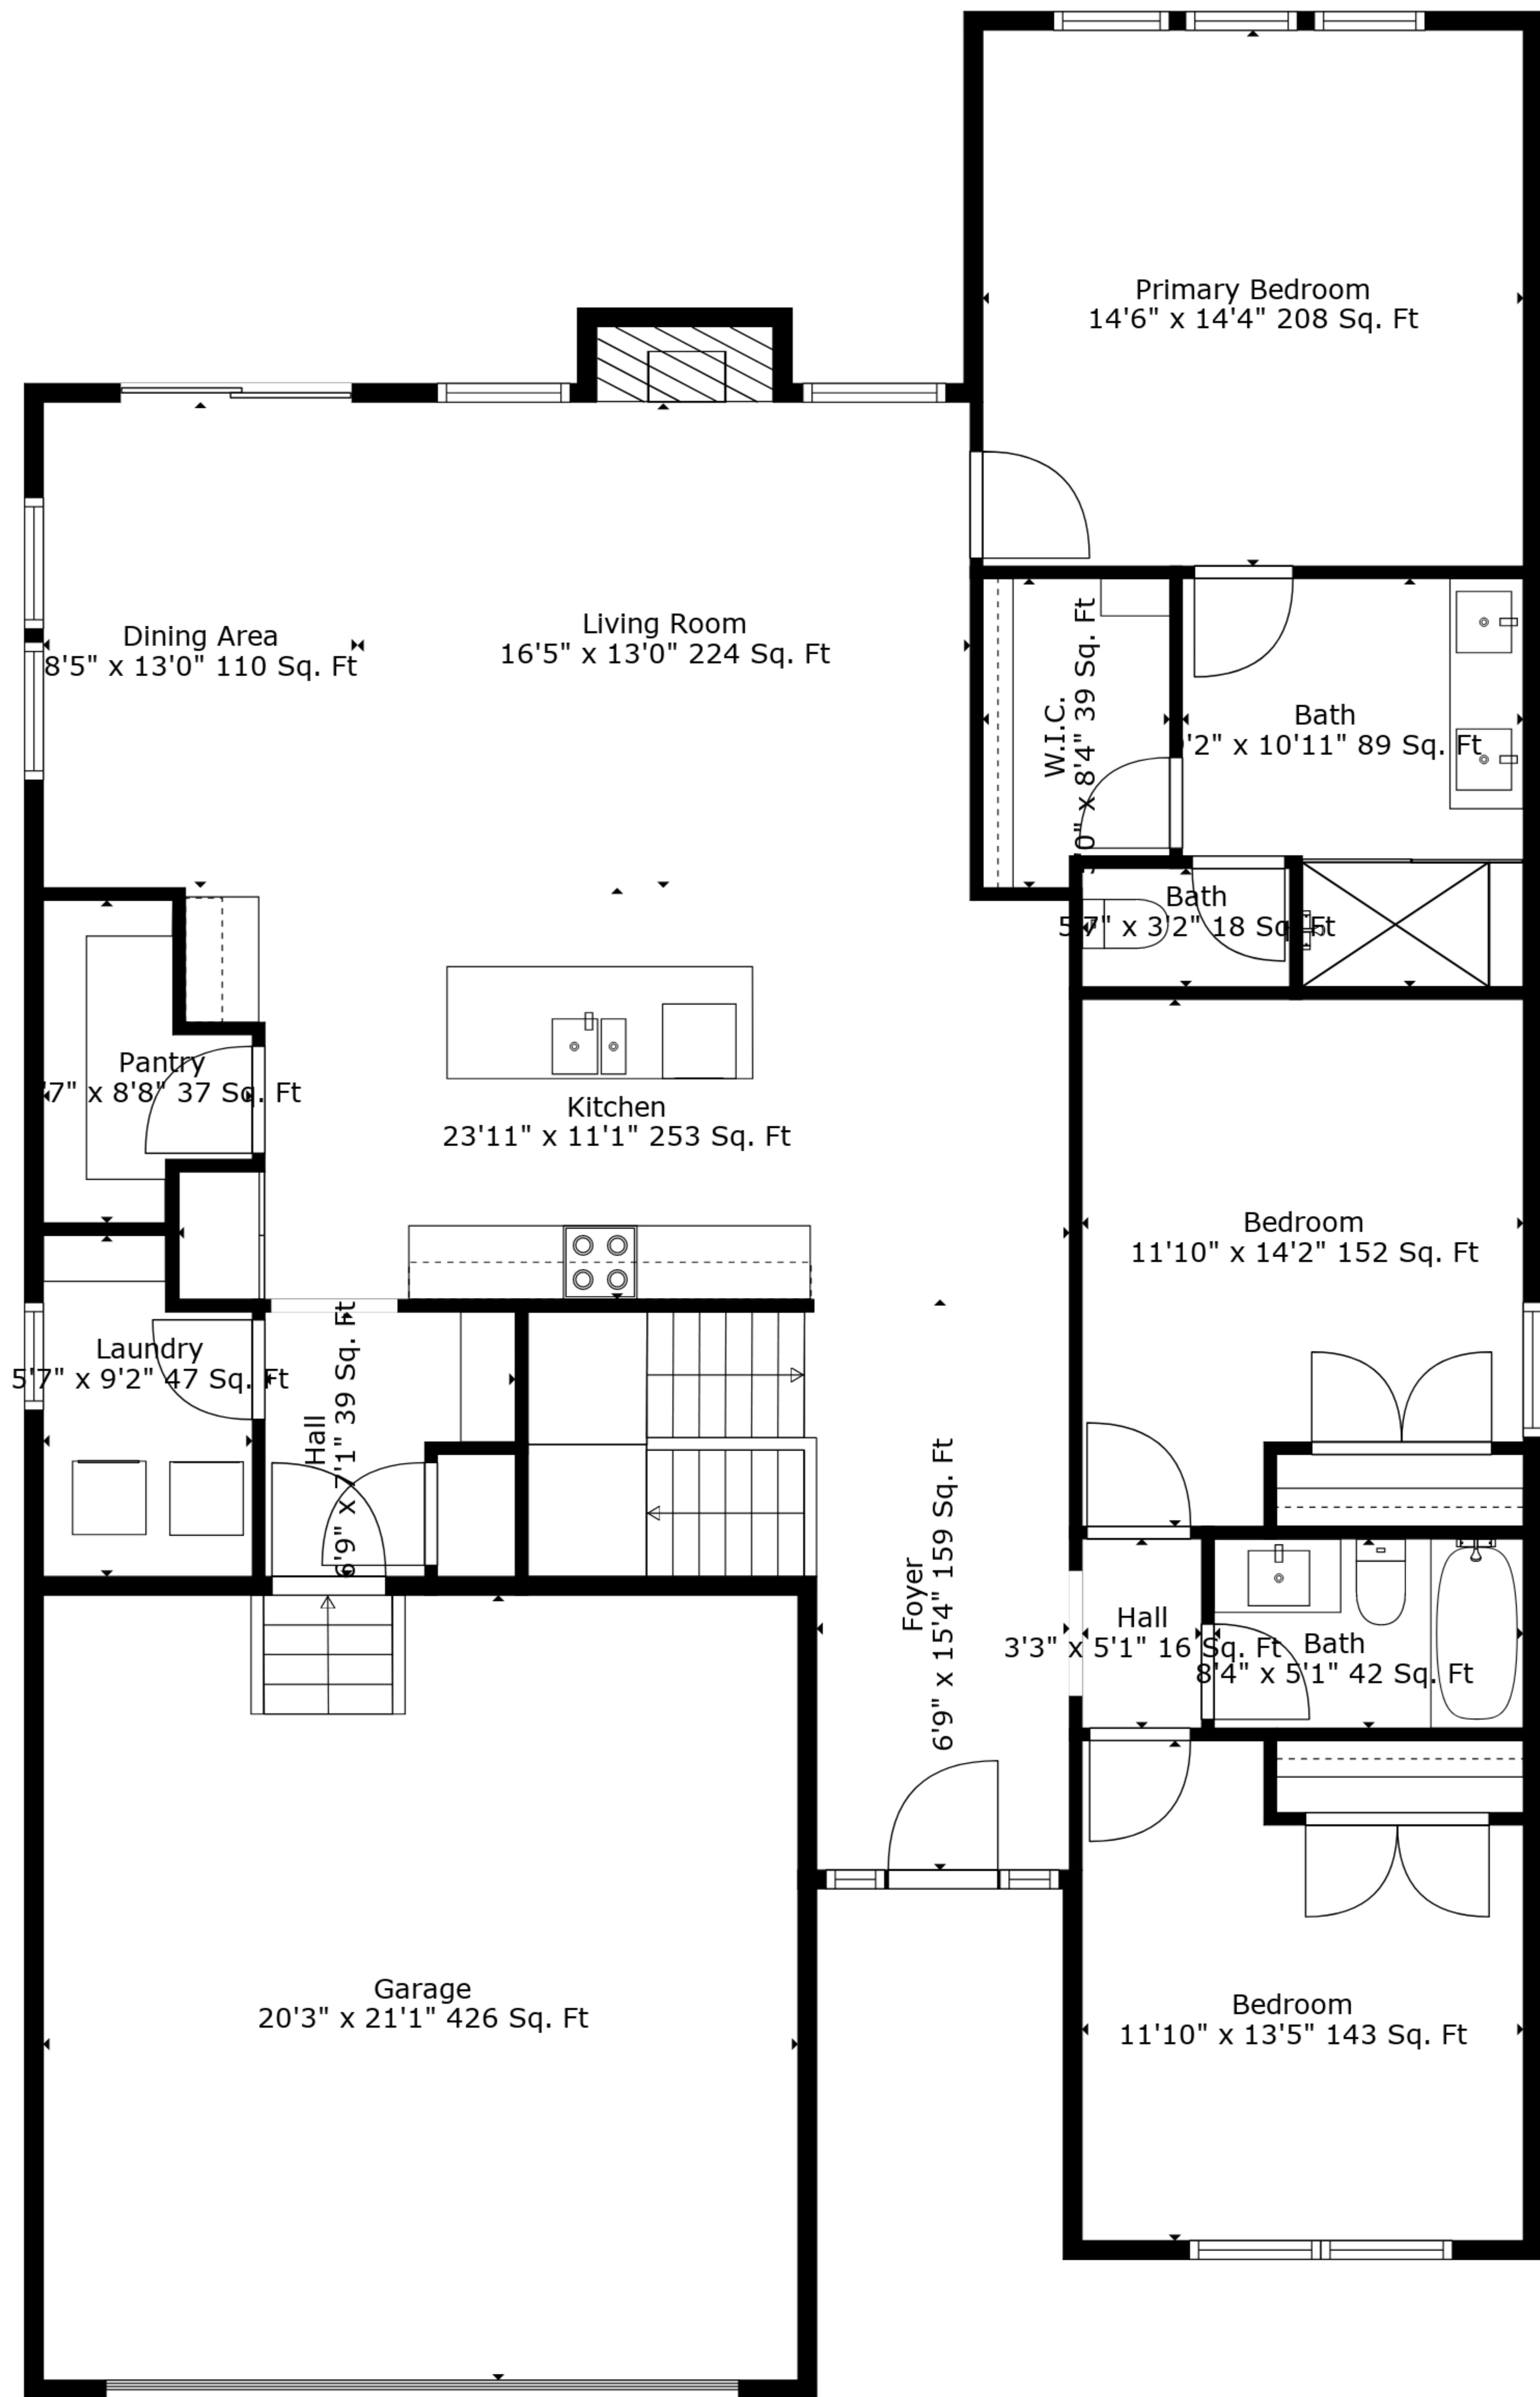 Primary Bedroom
14'6" x 14'4" 208 Sq. Ft
Dining Area
8'5" x 13'0" 110 Sq. Ft
Living Room
16'5" x 13'0" 224 Sq. Ft
W.I.C.
'0" x 8'4" 39 Sq. Ft
Bath
'2" x 10'11" 89 Sq. Ft
Bath
5'7" x 3'2" 18 Sq. Ft
Pantry
'7" x 8'8" 37 Sq. Ft
Kitchen
23'11" x 11'1" 253 Sq. Ft
Bedroom
11'10" x 14'2" 152 Sq. Ft
Laundry
5'7" x 9'2" 47 Sq. Ft
Hall
6'9" x 7'1" 39 Sq. Ft
Foyer
6'9" x 15'4" 159 Sq. Ft
Hall
3'3" x 5'1" 16 Sq. Ft
Bath
8'4" x 5'1" 42 Sq. Ft
Garage
20'3" x 21'1" 426 Sq. Ft
Bedroom
11'10" x 13'5" 143 Sq. Ft